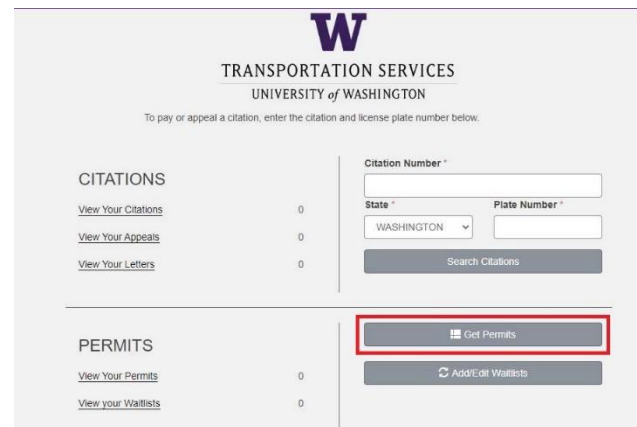 W
TRANSPORTATION SERVICES
UNIVERSITY of WASHINGTON
To pay or appeal a citation, enter the citation and license plate number below.
CITATIONS
View Your Citations 0
View Your Appeals 0
View Your Letters 0
Citation Number *
State * Plate Number *
WASHINGTON
Search Citations
PERMITS
View Your Permits 0
View your Waitlists 0
Get Permits
Add/Edit Waitlists